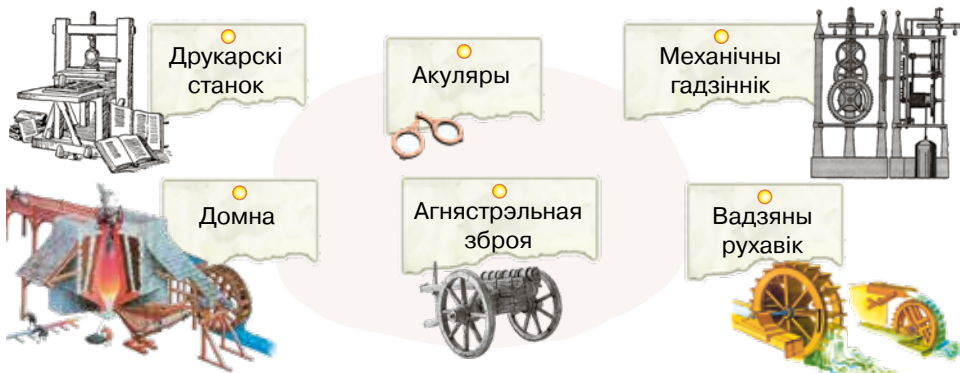 Друкарскі
станок
Акуляры
Механічны
гадзіннік
Домна
Агнястрэльная
зброя
Вадзяны
рухавік